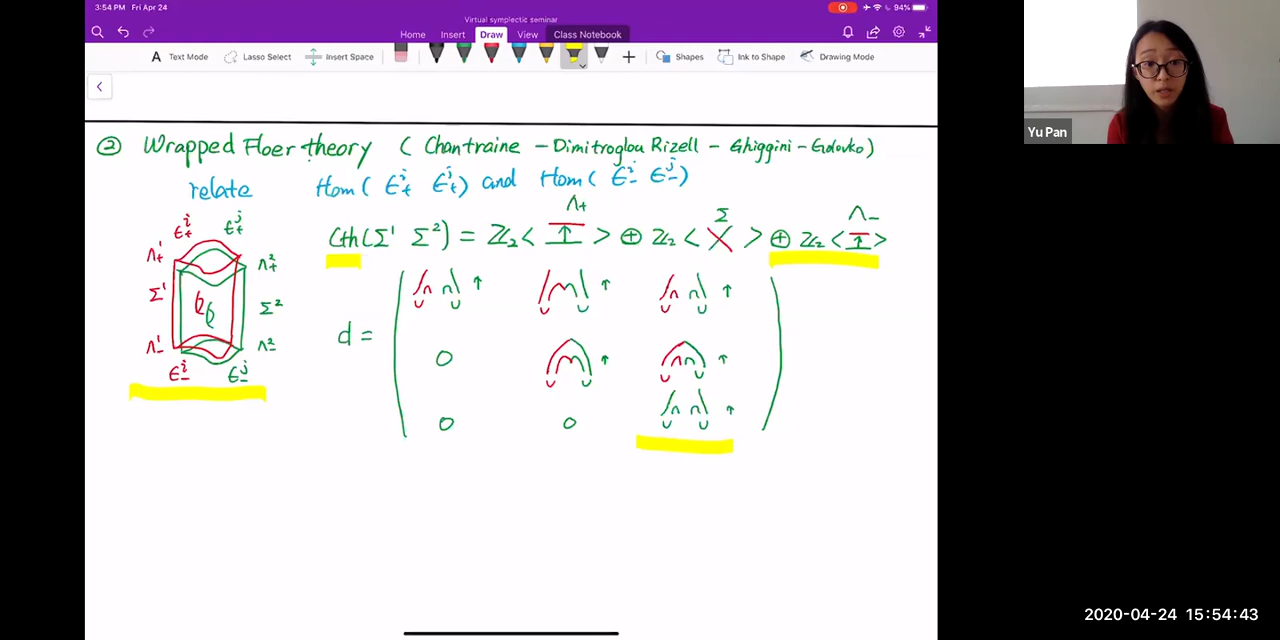 3:54 PM Fri Apr 24
94%
Virtual symplectic seminar
Home Insert Draw View Class Notebook
A Text Mode Lasso Select Insert Space Shapes Ink to Shape Drawing Mode
② Wrapped Floer theory ( Chantraine - Dimitroglou Rizell - Ghiggini - Golovko )
relate Hom( ϵ₊ⁱ ϵ₊ʲ ) and Hom( ϵ₋ⁱ ϵ₋ʲ )
ϵ₊ⁱ ϵ₊ʲ
Λ₊ Σ Λ₋
Cth(Σ¹ Σ²) = ℤ₂< ↑ > ⊕ ℤ₂< X > ⊕ ℤ₂< ↑ >
Λ₊¹ Λ₊²
Σ¹ Σ²
Λ₋¹ Λ₋²
ϵ₋ⁱ ϵ₋ʲ
d =
0
0 0
Yu Pan
2020-04-24 15:54:43